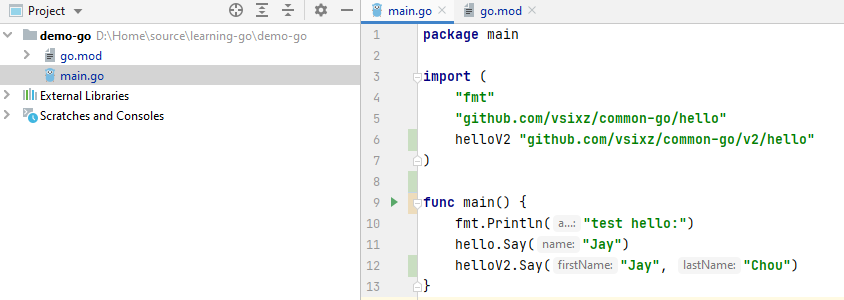 Project
demo-go D:\Home\source\learning-go\demo-go
go.mod
main.go
External Libraries
Scratches and Consoles
main.go
go.mod
1 package main
2
3 import (
4 "fmt"
5 "github.com/vsixz/common-go/hello"
6 helloV2 "github.com/vsixz/common-go/v2/hello"
7 )
8
9 func main() {
10 fmt.Println( a...: "test hello:")
11 hello.Say( name: "Jay")
12 helloV2.Say( firstName: "Jay", lastName: "Chou")
13 }